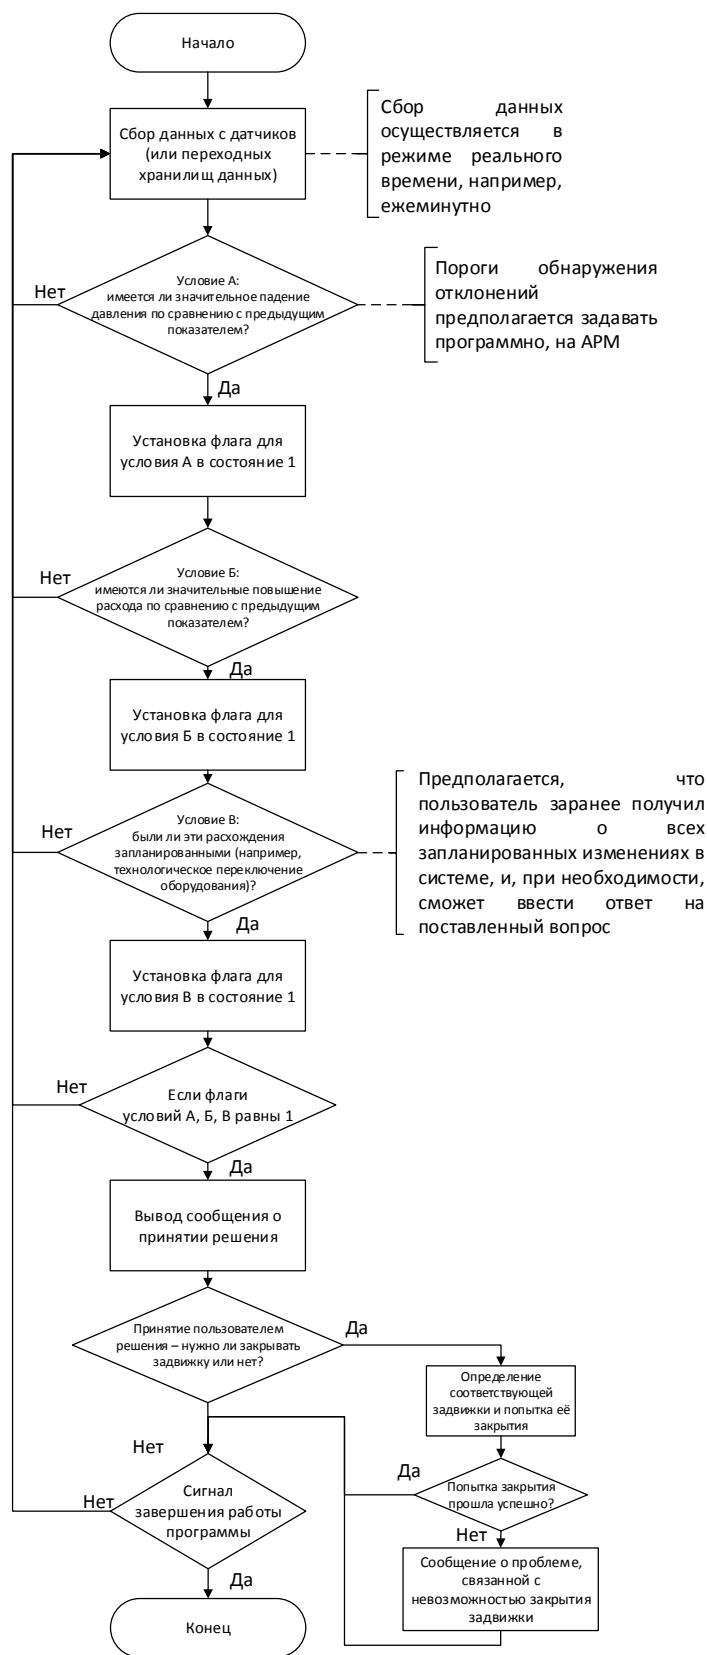 Начало
Сбор данных с датчиков
(или переходных
хранилищ данных)
Сбор данных
осуществляется в
режиме реального
времени, например,
ежеминутно
Нет
Условие А:
имеется ли значительное падение
давления по сравнению с предыдущим
показателем?
Пороги обнаружения
отклонений
предполагается задавать
программно, на АРМ
Да
Установка флага для
условия А в состояние 1
Нет
Условие Б:
имеются ли значительные повышение
расхода по сравнению с предыдущим
показателем?
Да
Установка флага для
условия Б в состояние 1
Нет
Условие В:
были ли эти расхождения
запланированными (например,
технологическое переключение
оборудования)?
Предполагается, что
пользователь заранее получил
информацию о всех
запланированных изменениях в
системе, и, при необходимости,
сможет ввести ответ на
поставленный вопрос
Да
Установка флага для
условия В в состояние 1
Нет
Если флаги
условий А, Б, В равны 1
Да
Вывод сообщения о
принятии решения
Принятие пользователем
решения – нужно ли закрывать
задвижку или нет?
Да
Определение
соответствующей
задвижки и попытка её
закрытия
Нет
Да
Попытка закрытия
прошла успешно?
Нет
Сигнал
завершения работы
программы
Нет
Сообщение о проблеме,
связанной с
невозможностью закрытия
задвижки
Да
Конец